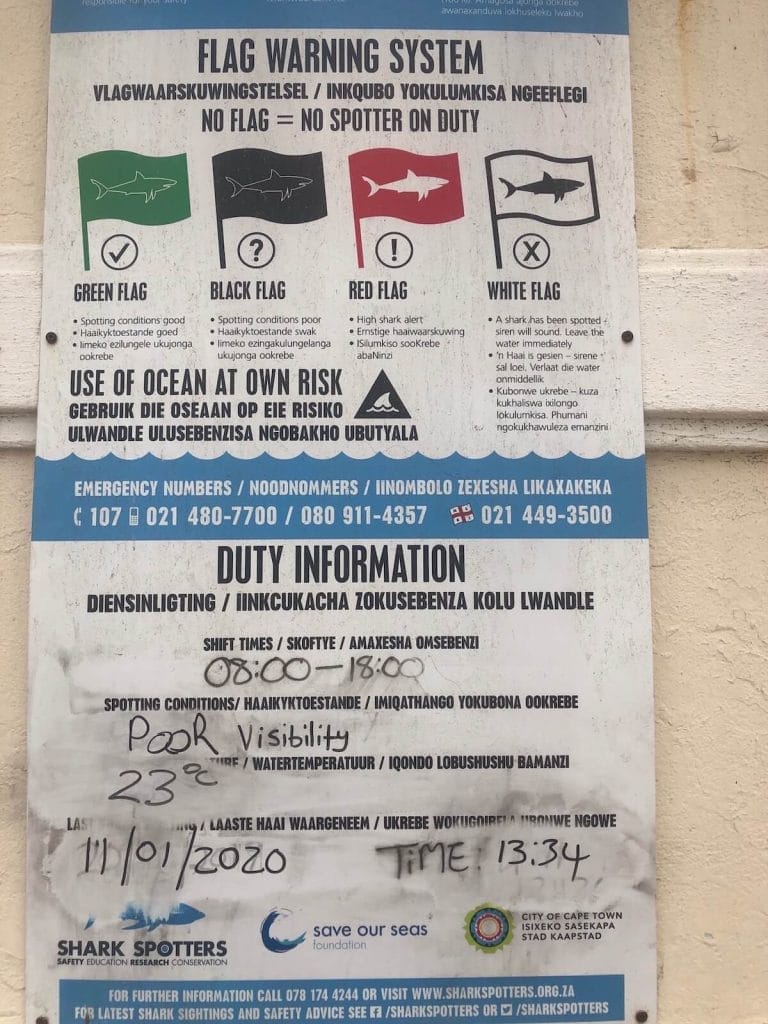 responsible for your safety
awanaxanduva lokhuseleko lwakho
FLAG WARNING SYSTEM
VLAGWAARSKUWINGSTELSEL / INKQUBO YOKULUMKISA NGEEFLEGI
NO FLAG = NO SPOTTER ON DUTY
?
!
X
GREEN FLAG
• Spotting conditions good
• Haaikyktoestande goed
• Iimeko ezilungele ukujonga
ookrebe
BLACK FLAG
• Spotting conditions poor
• Haaikyktoestande swak
• Iimeko ezingakulungelanga
ukujonga ookrebe
RED FLAG
• High shark alert
• Ernstige haaiwaarskuwing
• ISilumkiso sooKrebe
abaNinzi
WHITE FLAG
• A shark has been spotted -
siren will sound. Leave the
water immediately
• 'n Haai is gesien – sirene
sal loei. Verlaat die water
onmiddellik
• Kubonwe ukrebe – kuza
kukhaliswa ixilongo
lokulumkisa. Phumani
ngokukhawuleza emanzini
USE OF OCEAN AT OWN RISK
GEBRUIK DIE OSEAAN OP EIE RISIKO
ULWANDLE ULUSEBENZISA NGOBAKHO UBUTYALA
EMERGENCY NUMBERS / NOODNOMMERS / IINOMBOLO ZEXESHA LIKAXAKEKA
107 021 480-7700 / 080 911-4357 021 449-3500
DUTY INFORMATION
DIENSINLIGTING / IINKCUKACHA ZOKUSEBENZA KOLU LWANDLE
SHIFT TIMES / SKOFTYE / AMAXESHA OMSEBENZI
08:00 – 18:00
SPOTTING CONDITIONS/ HAAIKYKTOESTANDE / IMIQATHANGO YOKUBONA OOKREBE
POOR Visibility
/ WATERTEMPERATUUR / IQONDO LOBUSHUSHU BAMANZI
23°C
/ LAASTE HAAI WAARGENEEM / UKREBE NGOWE
11/01/2020 TIME: 13:34
SHARK SPOTTERS
SAFETY EDUCATION RESEARCH CONSERVATION
save our seas
foundation
CITY OF CAPE TOWN
ISIXEKO SASEKAPA
STAD KAAPSTAD
FOR FURTHER INFORMATION CALL 078 174 4244 OR VISIT WWW.SHARKSPOTTERS.ORG.ZA
FOR LATEST SHARK SIGHTINGS AND SAFETY ADVICE SEE /SHARKSPOTTERS OR /SHARKSPOTTERS